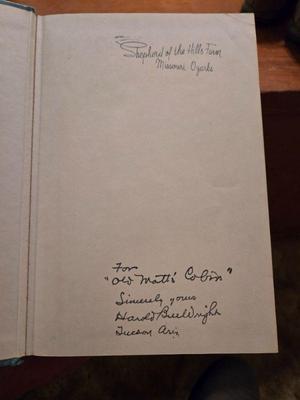 Shepherd of the Hills Farm
Missouri Ozarks
For
"Old Matt's Cabin"
Sincerely yours
Harold Bell Wright
Tucson Ariz